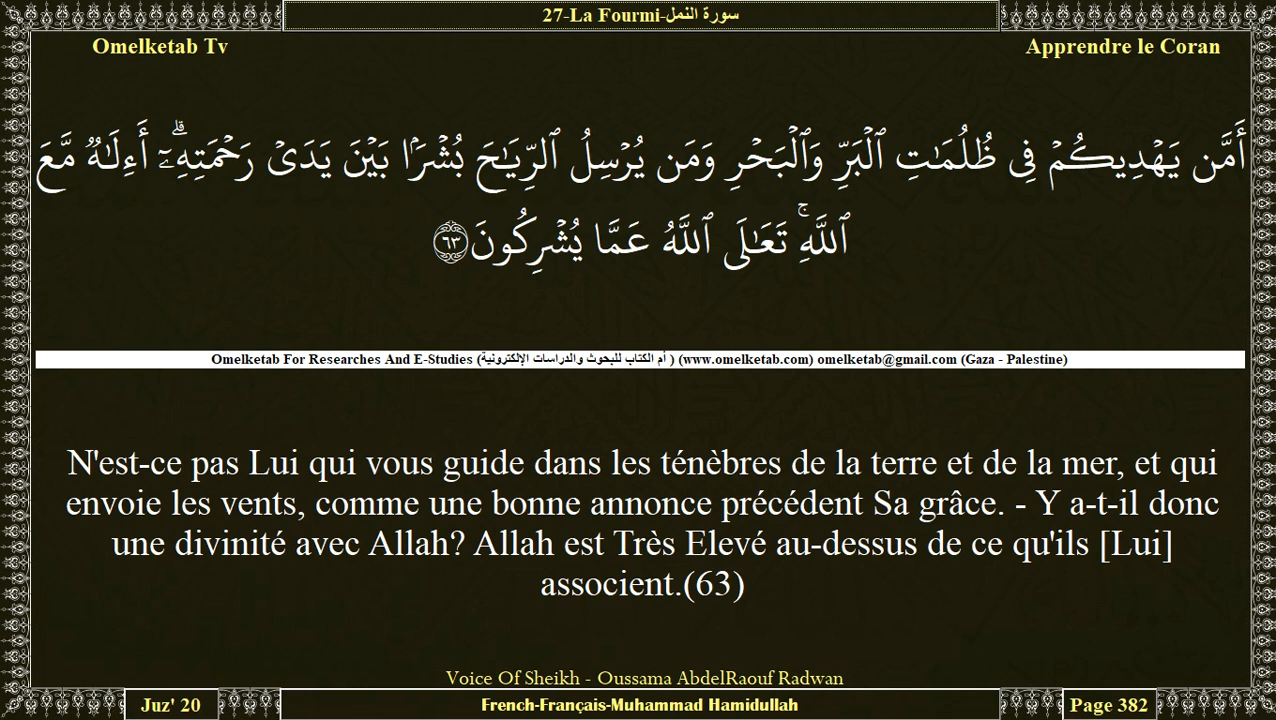 27-La Fourmi-سورة النمل
Omelketab Tv
Apprendre le Coran
أَمَّن يَهْدِيكُمْ فِى ظُلُمَـٰتِ ٱلْبَرِّ وَٱلْبَحْرِ وَمَن يُرْسِلُ ٱلرِّيَـٰحَ بُشْرًۢا بَيْنَ يَدَىْ رَحْمَتِهِۦٓ ۗ أَءِلَـٰهٌ مَّعَ
ٱللَّهِ ۚ تَعَـٰلَى ٱللَّهُ عَمَّا يُشْرِكُونَ ٦٣
Omelketab For Researches And E-Studies (أم الكتاب للبحوث والدراسات الإلكترونية ) (www.omelketab.com) omelketab@gmail.com (Gaza - Palestine)
N'est-ce pas Lui qui vous guide dans les ténèbres de la terre et de la mer, et qui
envoie les vents, comme une bonne annonce précédent Sa grâce. - Y a-t-il donc
une divinité avec Allah? Allah est Très Elevé au-dessus de ce qu'ils [Lui]
associent.(63)
Voice Of Sheikh - Oussama AbdelRaouf Radwan
Juz' 20
French-Français-Muhammad Hamidullah
Page 382